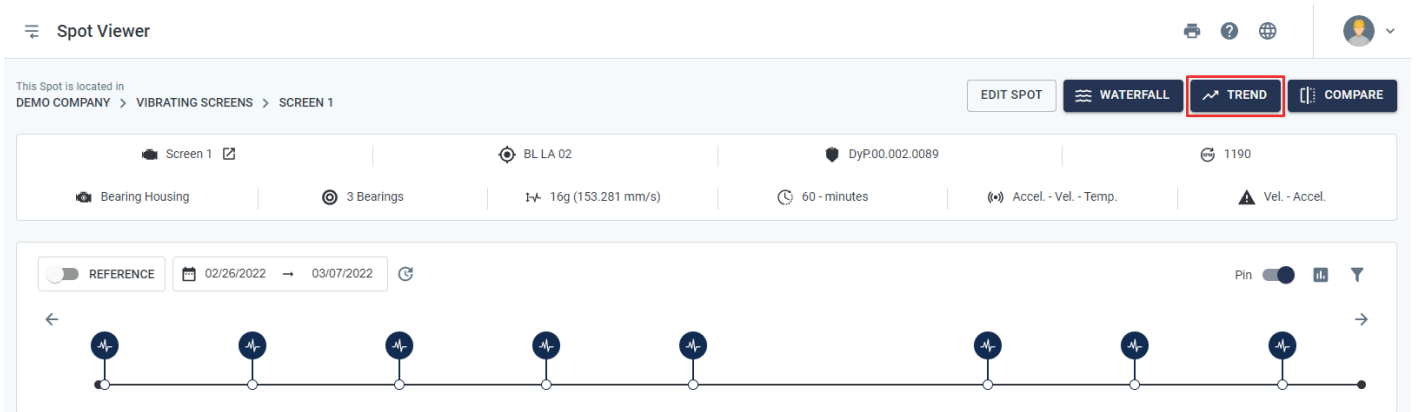 Spot Viewer
This Spot is located in
DEMO COMPANY > VIBRATING SCREENS > SCREEN 1
EDIT SPOT
WATERFALL
TREND
COMPARE
Screen 1
BL LA 02
DyP.00.002.0089
RPM 1190
Bearing Housing
3 Bearings
16g (153.281 mm/s)
60 - minutes
Accel. - Vel. - Temp.
Vel. - Accel.
REFERENCE
02/26/2022 → 03/07/2022
Pin